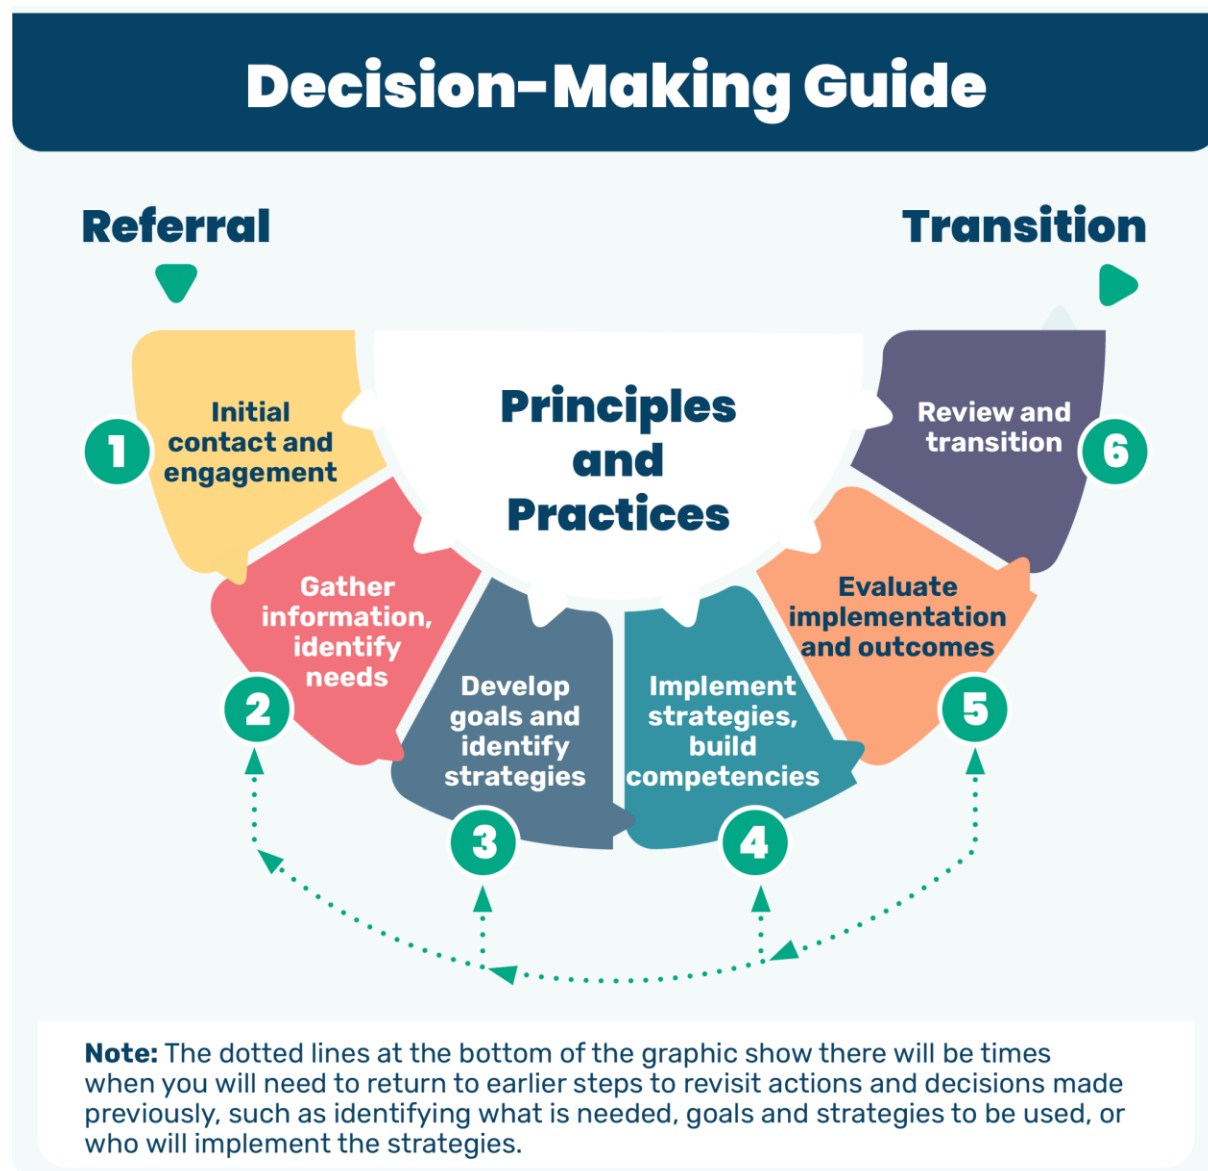 Decision-Making Guide
Referral
Transition
Principles
and
Practices
1
Initial
contact and
engagement
2
Gather
information,
identify
needs
3
Develop
goals and
identify
strategies
4
Implement
strategies,
build
competencies
5
Evaluate
implementation
and outcomes
6
Review and
transition
Note: The dotted lines at the bottom of the graphic show there will be times
when you will need to return to earlier steps to revisit actions and decisions made
previously, such as identifying what is needed, goals and strategies to be used, or
who will implement the strategies.